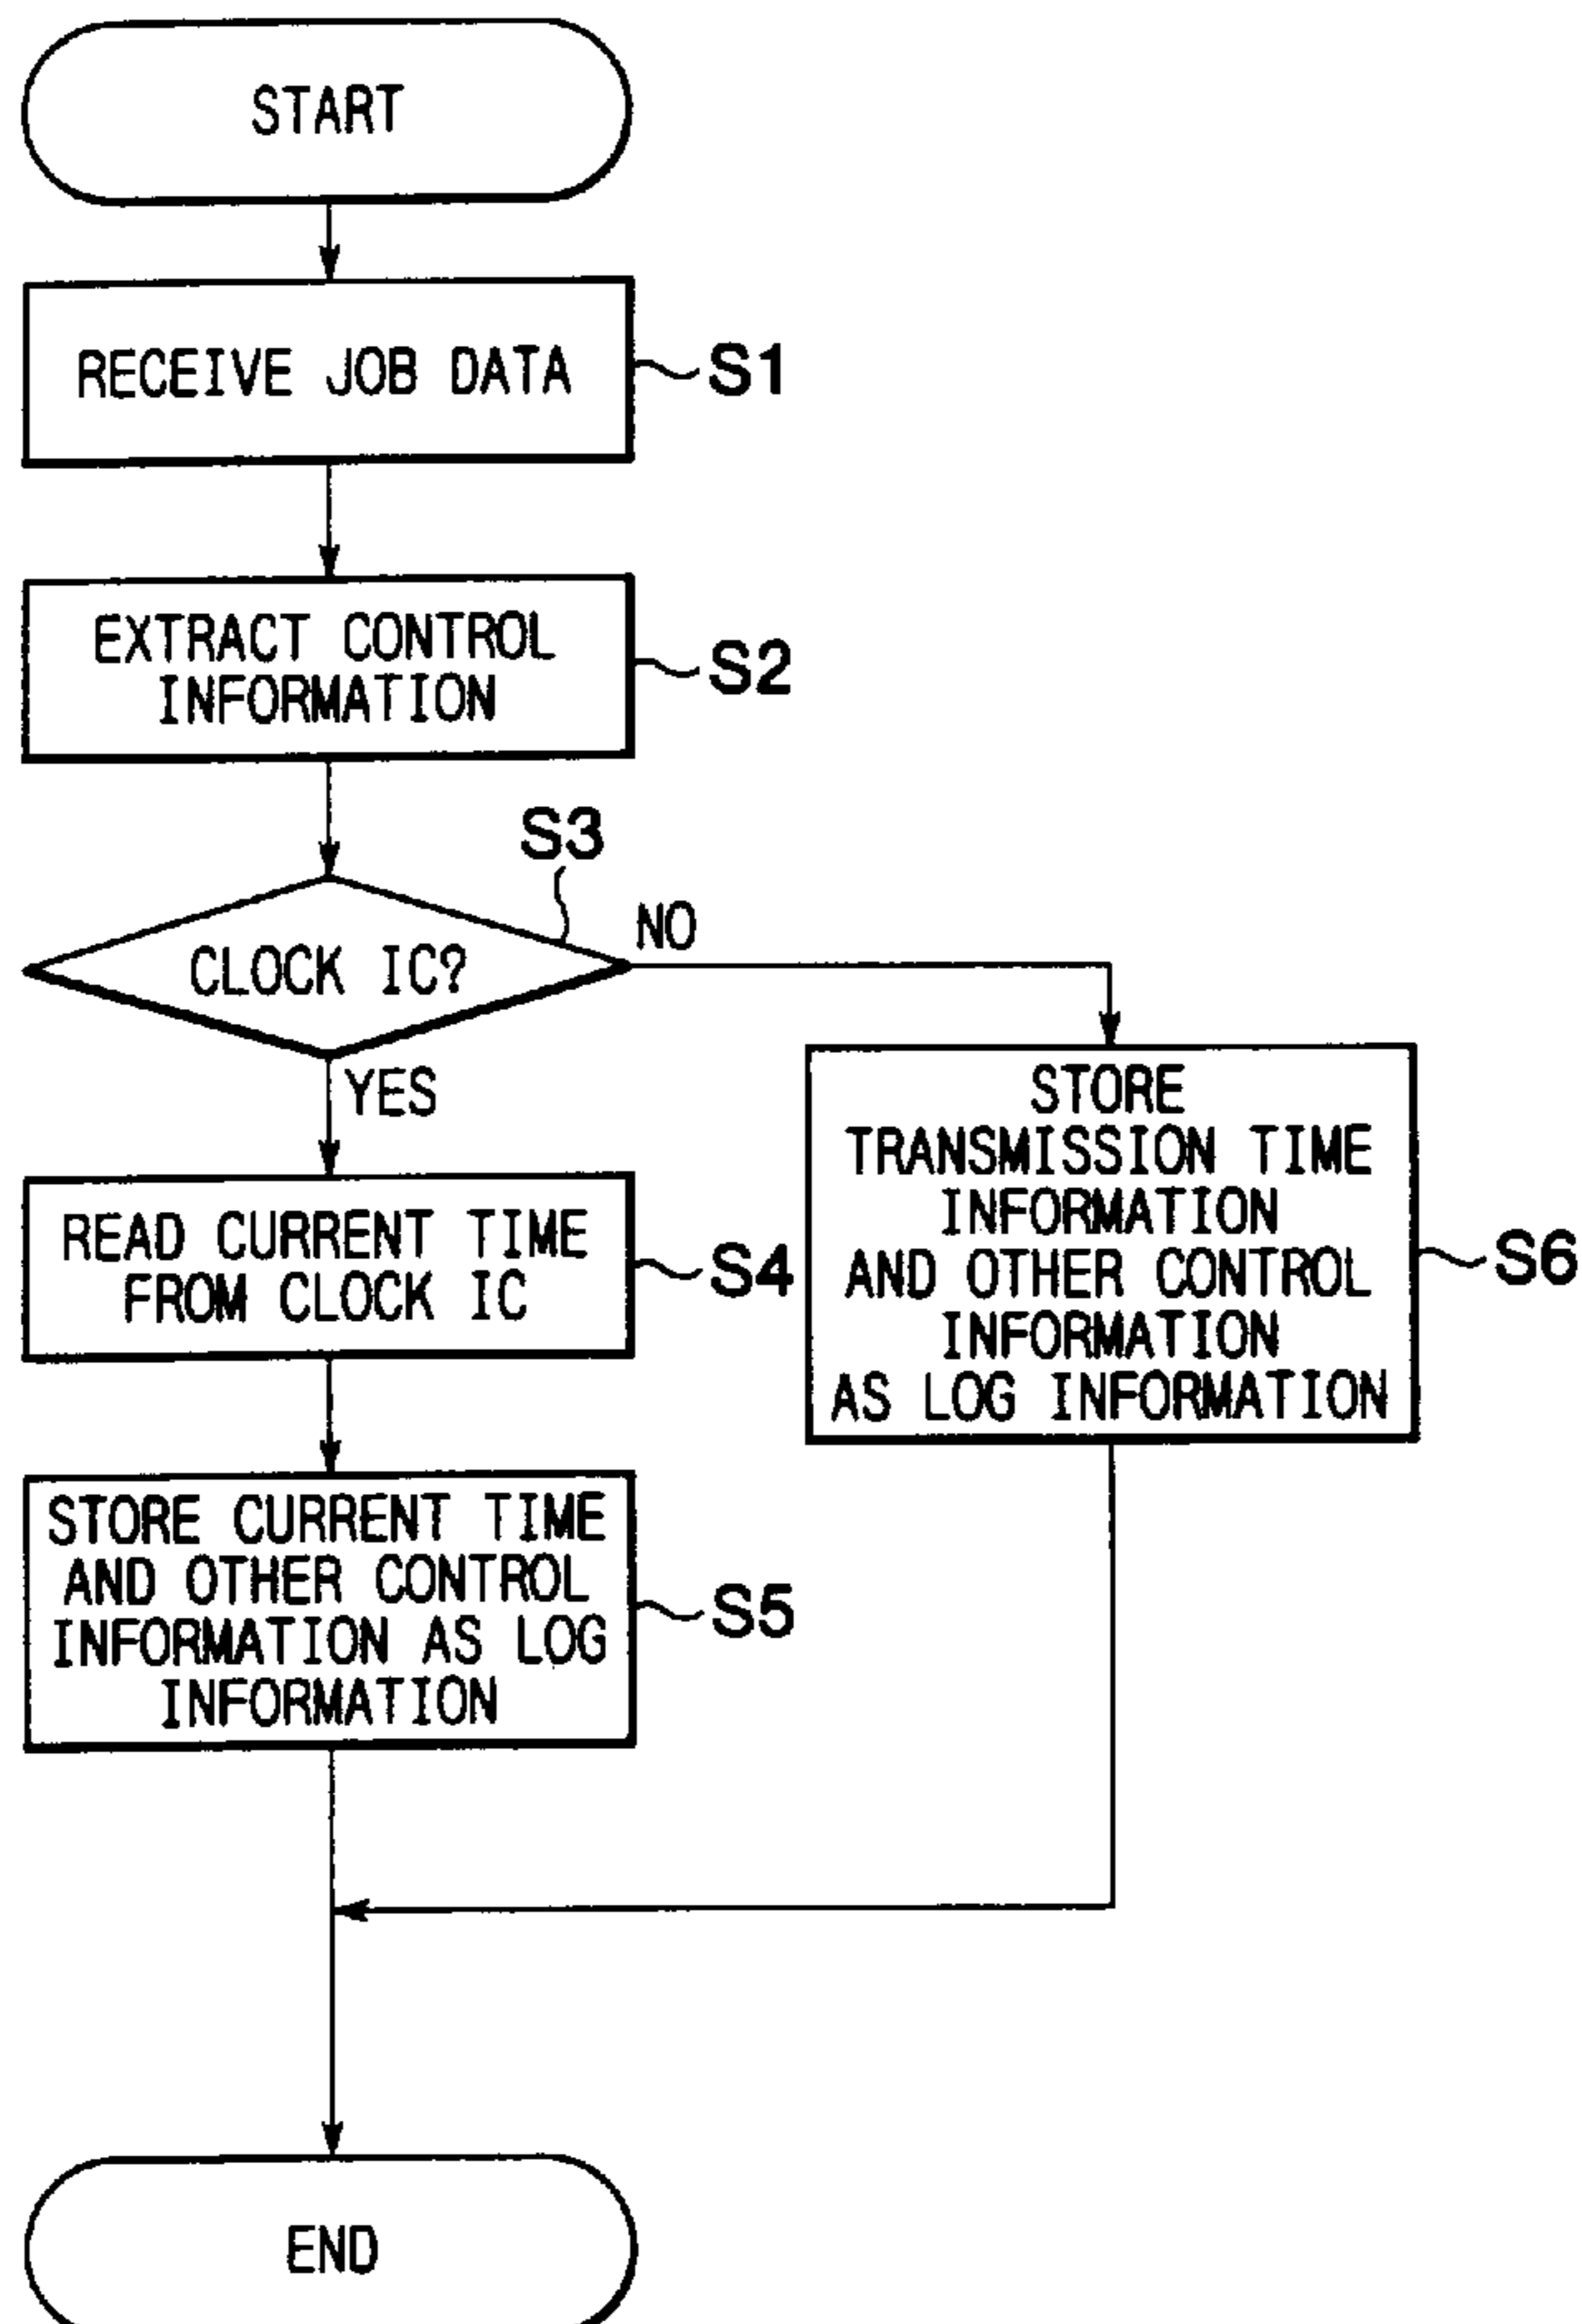 START
RECEIVE JOB DATA
S1
EXTRACT CONTROL
INFORMATION
S2
S3
CLOCK IC?
NO
YES
READ CURRENT TIME
FROM CLOCK IC
S4
STORE
TRANSMISSION TIME
INFORMATION
AND OTHER CONTROL
INFORMATION
AS LOG INFORMATION
S6
STORE CURRENT TIME
AND OTHER CONTROL
INFORMATION AS LOG
INFORMATION
S5
END